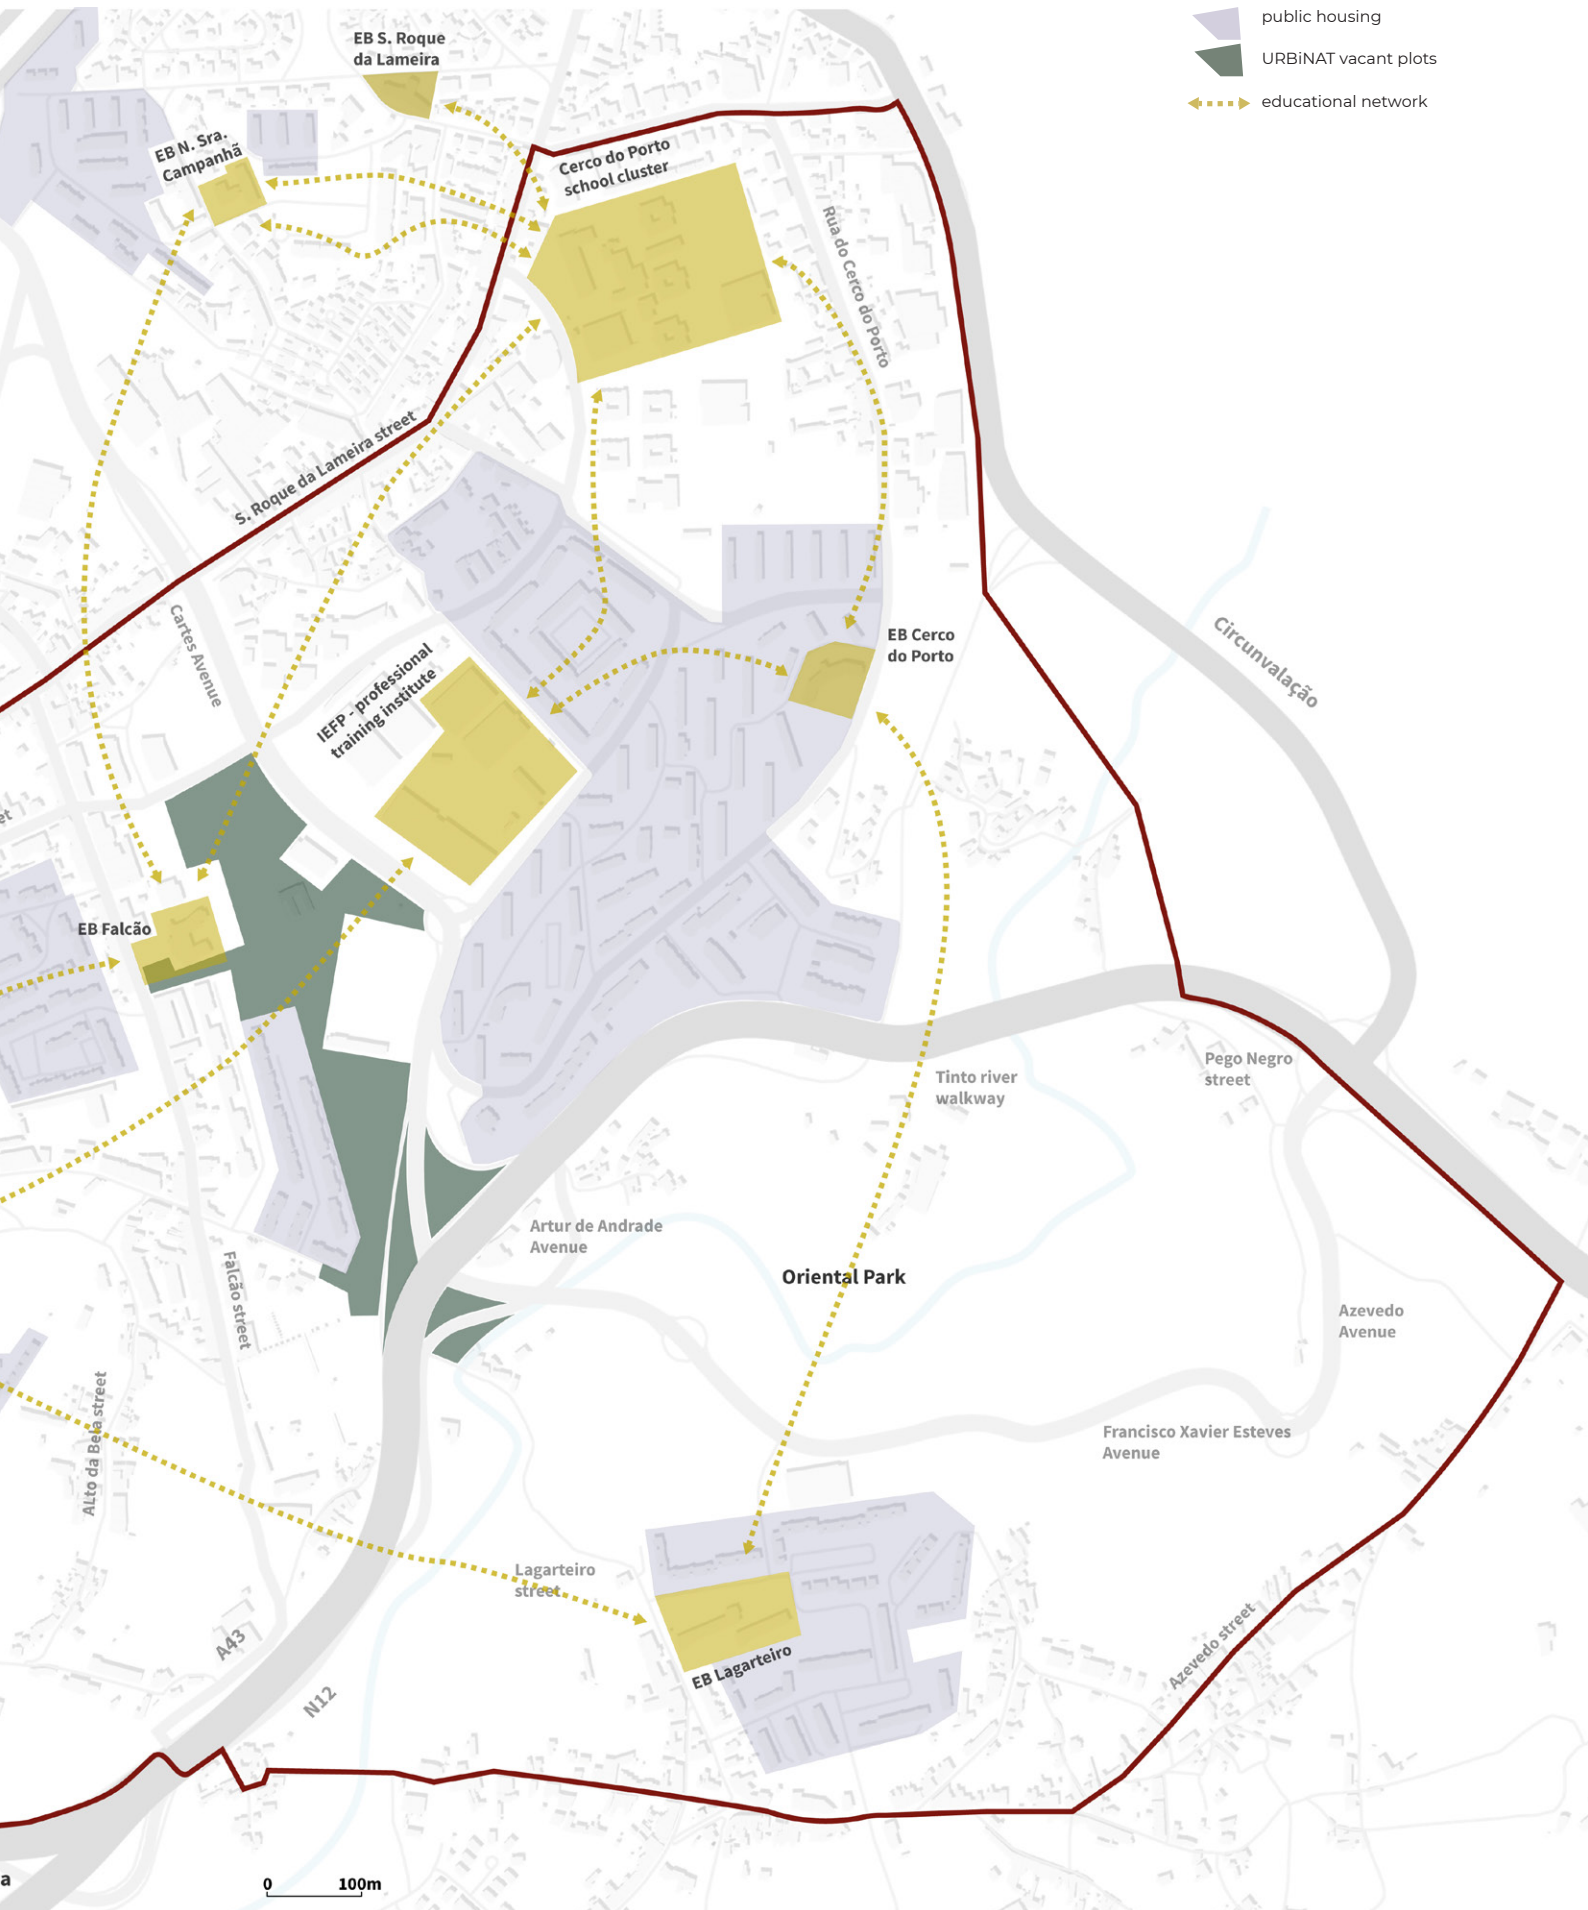 public housing
URBiNAT vacant plots
educational network
EB S. Roque
da Lameira
EB N. Sra.
Campanhã
Cerco do Porto
school cluster
Rua do Cerco do Porto
S. Roque da Lameira street
Cartes Avenue
IEFP - professional
training institute
EB Cerco
do Porto
Circunvalação
et
EB Falcão
Tinto river
walkway
Pego Negro
street
Artur de Andrade
Avenue
Oriental Park
Falcão street
Azevedo
Avenue
ALto da Bela street
Francisco Xavier Esteves
Avenue
Lagarteiro
street
EB Lagarteiro
Azevedo street
A43
N12
a
0 100m